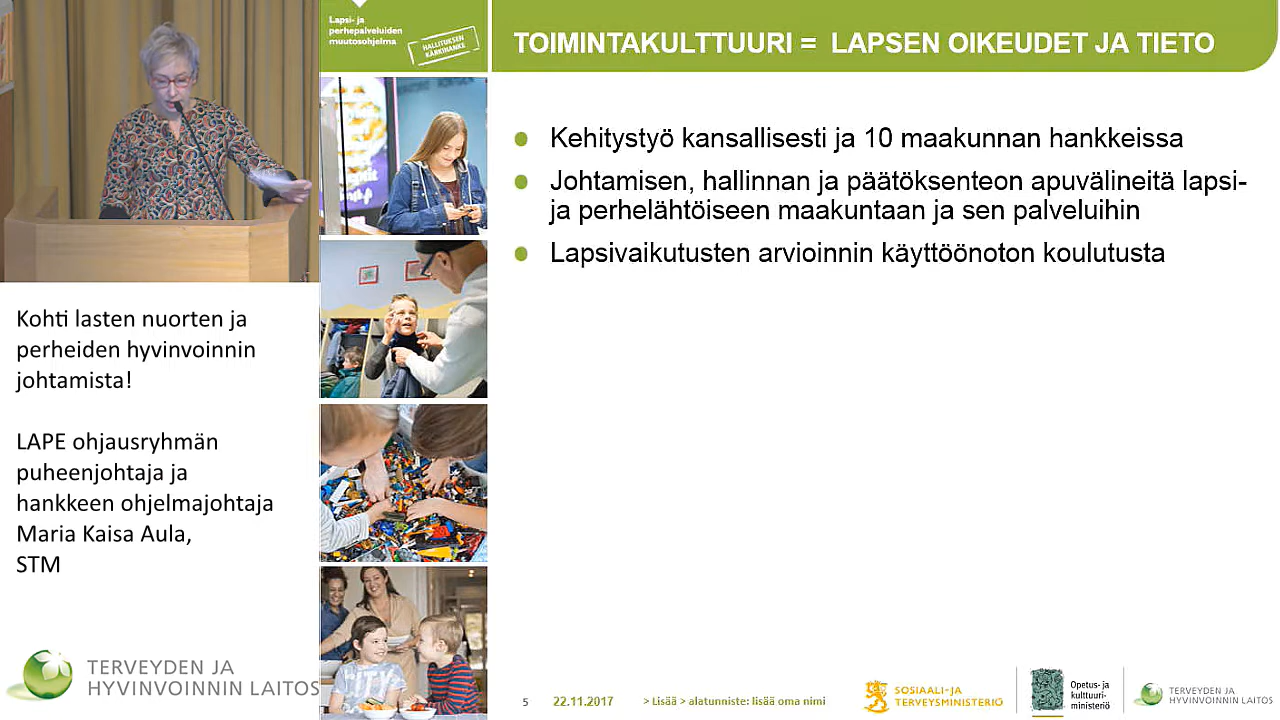 Lapsi- ja
perhepalveluiden
muutosohjelma
HALLITUKSEN
KÄRKIHANKE
TOIMINTAKULTTUURI = LAPSEN OIKEUDET JA TIETO
Kehitystyö kansallisesti ja 10 maakunnan hankkeissa
Johtamisen, hallinnan ja päätöksenteon apuvälineitä lapsi-
ja perhelähtöiseen maakuntaan ja sen palveluihin
Lapsivaikutusten arvioinnin käyttöönoton koulutusta
Kohti lasten nuorten ja
perheiden hyvinvoinnin
johtamista!
LAPE ohjausryhmän
puheenjohtaja ja
hankkeen ohjelmajohtaja
Maria Kaisa Aula,
STM
TERVEYDEN JA
HYVINVOINNIN LAITOS
5
22.11.2017
> Lisää > alatunniste: lisää oma nimi
SOSIAALI- JA
TERVEYSMINISTERIÖ
Opetus- ja
kulttuuri-
ministeriö
TERVEYDEN JA
HYVINVOINNIN LAITOS